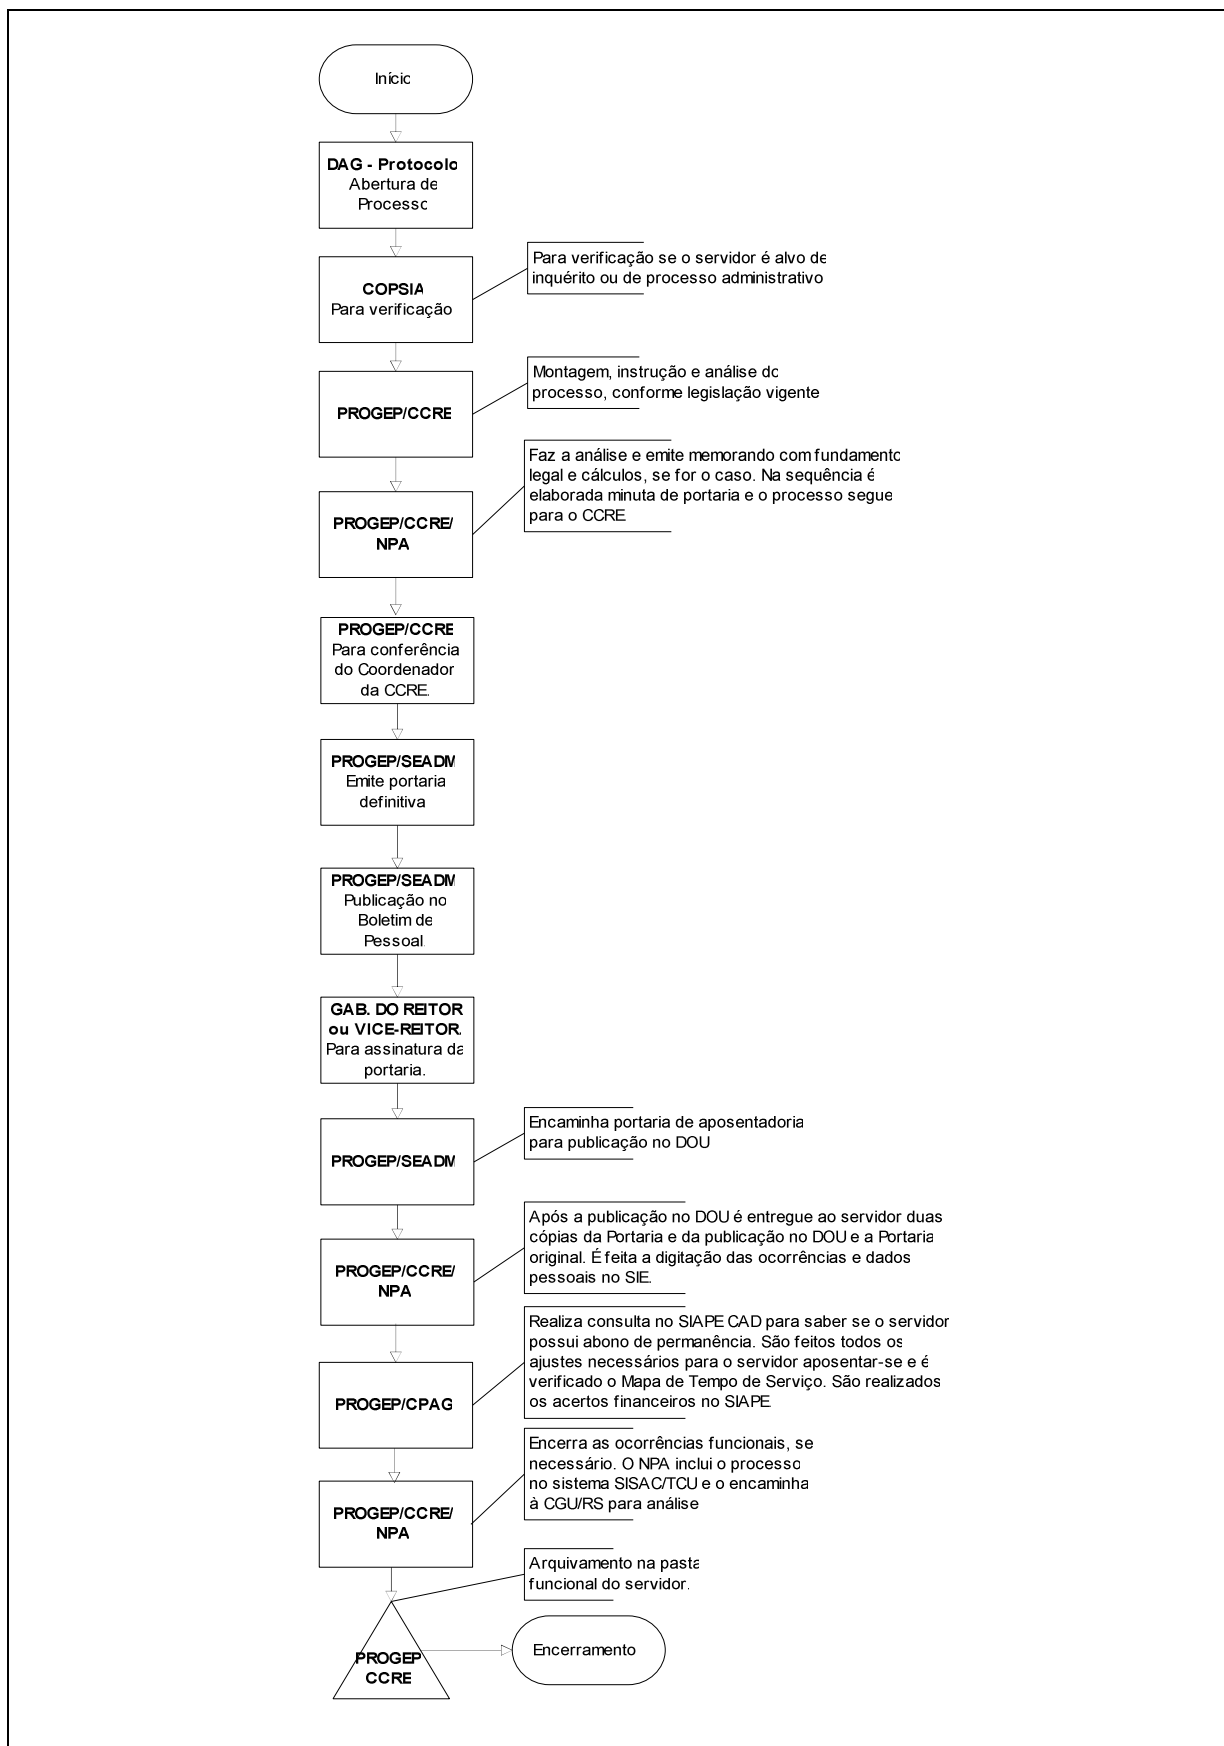 Início
DAG - Protocolo
Abertura de
Processo
COPSIA
Para verificação
Para verificação se o servidor é alvo de
inquérito ou de processo administrativo
PROGEP/CCRE
Montagem, instrução e análise do
processo, conforme legislação vigente
PROGEP/CCRE/
NPA
Faz a análise e emite memorando com fundamento
legal e cálculos, se for o caso. Na sequência é
elaborada minuta de portaria e o processo segue
para o CCRE
PROGEP/CCRE
Para conferência
do Coordenador
da CCRE.
PROGEP/SEADM
Emite portaria
definitiva
PROGEP/SEADM
Publicação no
Boletim de
Pessoal.
GAB. DO REITOR
ou VICE-REITOR.
Para assinatura da
portaria.
PROGEP/SEADM
Encaminha portaria de aposentadoria
para publicação no DOU
PROGEP/CCRE/
NPA
Após a publicação no DOU é entregue ao servidor duas
cópias da Portaria e da publicação no DOU e a Portaria
original. É feita a digitação das ocorrências e dados
pessoais no SIE.
PROGEP/CPAG
Realiza consulta no SIAPE CAD para saber se o servidor
possui abono de permanência. São feitos todos os
ajustes necessários para o servidor aposentar-se e é
verificado o Mapa de Tempo de Serviço. São realizados
os acertos financeiros no SIAPE
PROGEP/CCRE/
NPA
Encerra as ocorrências funcionais, se
necessário. O NPA inclui o processo
no sistema SISAC/TCU e o encaminha
à CGU/RS para análise
Arquivamento na pasta
funcional do servidor.
PROGEP
CCRE
Encerramento